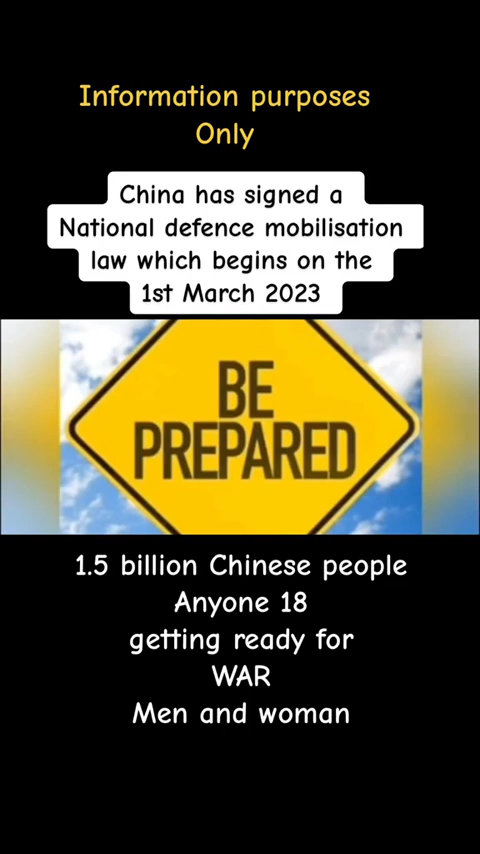 Information purposes
Only
China has signed a
National defence mobilisation
law which begins on the
1st March 2023
BE
PREPARED
1.5 billion Chinese people
Anyone 18
getting ready for
WAR
Men and woman